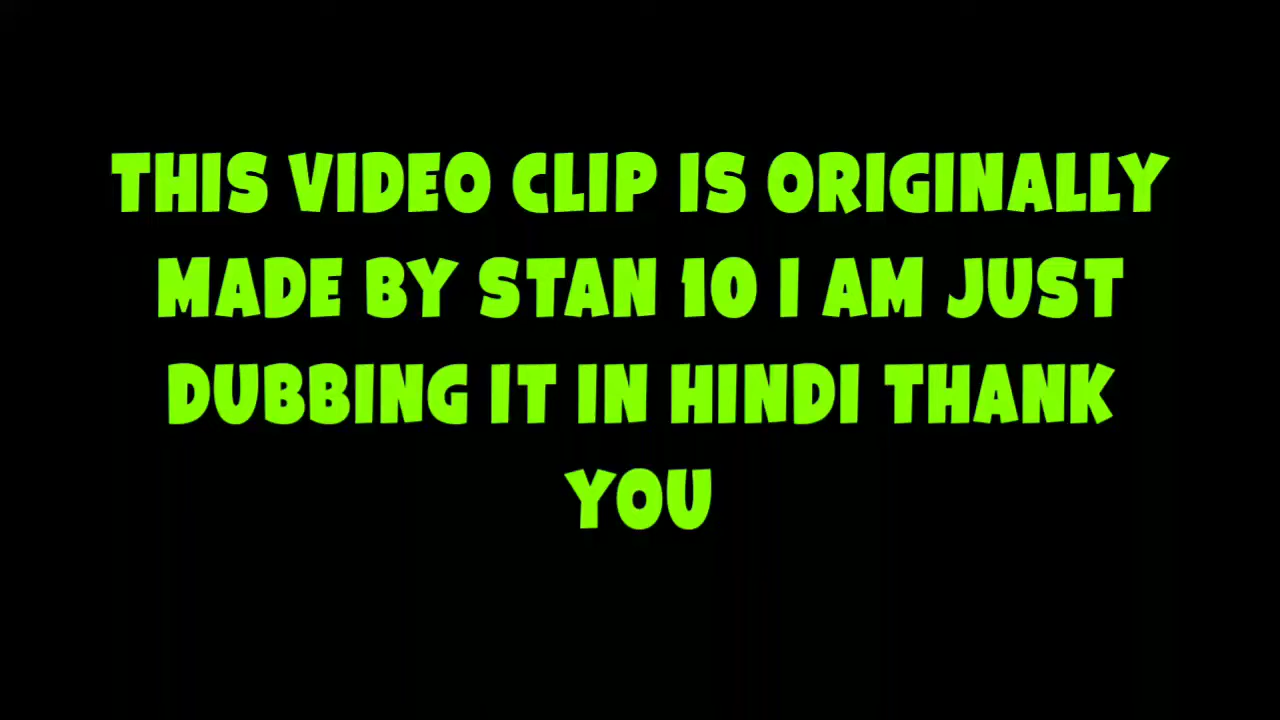 THIS VIDEO CLIP IS ORIGINALLY
MADE BY STAN 10 I AM JUST
DUBBING IT IN HINDI THANK
YOU